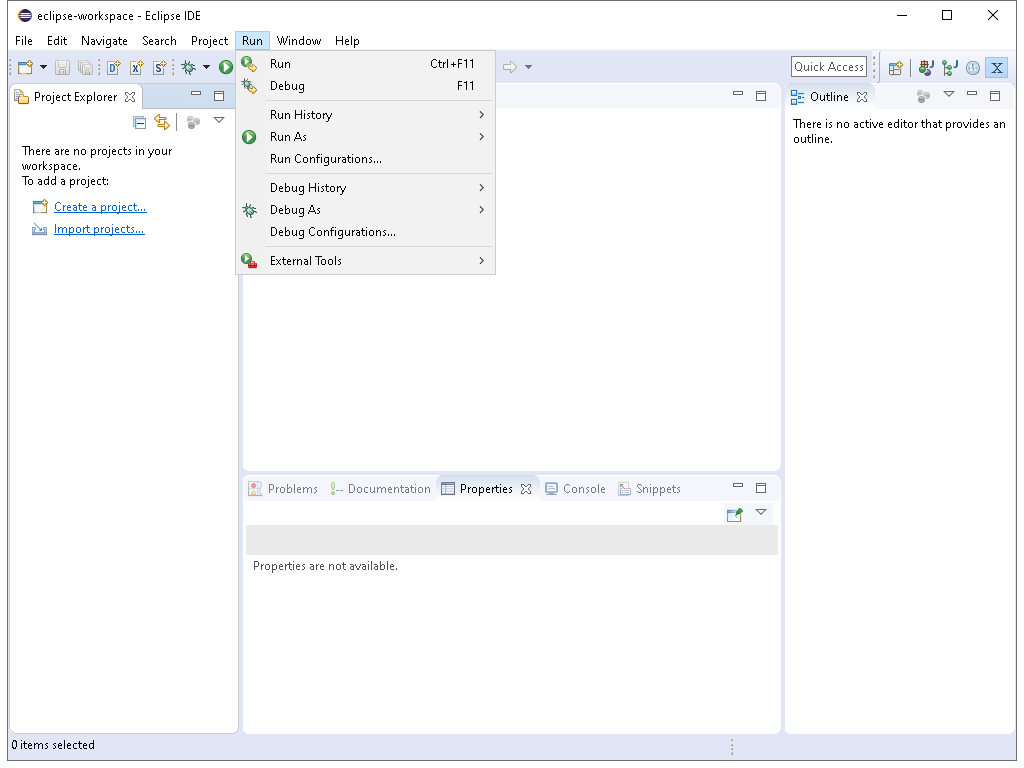 eclipse-workspace - Eclipse IDE
File Edit Navigate Search Project Run Window Help
Quick Access
Project Explorer
There are no projects in your
workspace.
To add a project:
Create a project...
Import projects...
Run Ctrl+F11
Debug F11
Run History
Run As
Run Configurations...
Debug History
Debug As
Debug Configurations...
External Tools
Outline
There is no active editor that provides an
outline.
Problems Documentation Properties Console Snippets
Properties are not available.
0 items selected